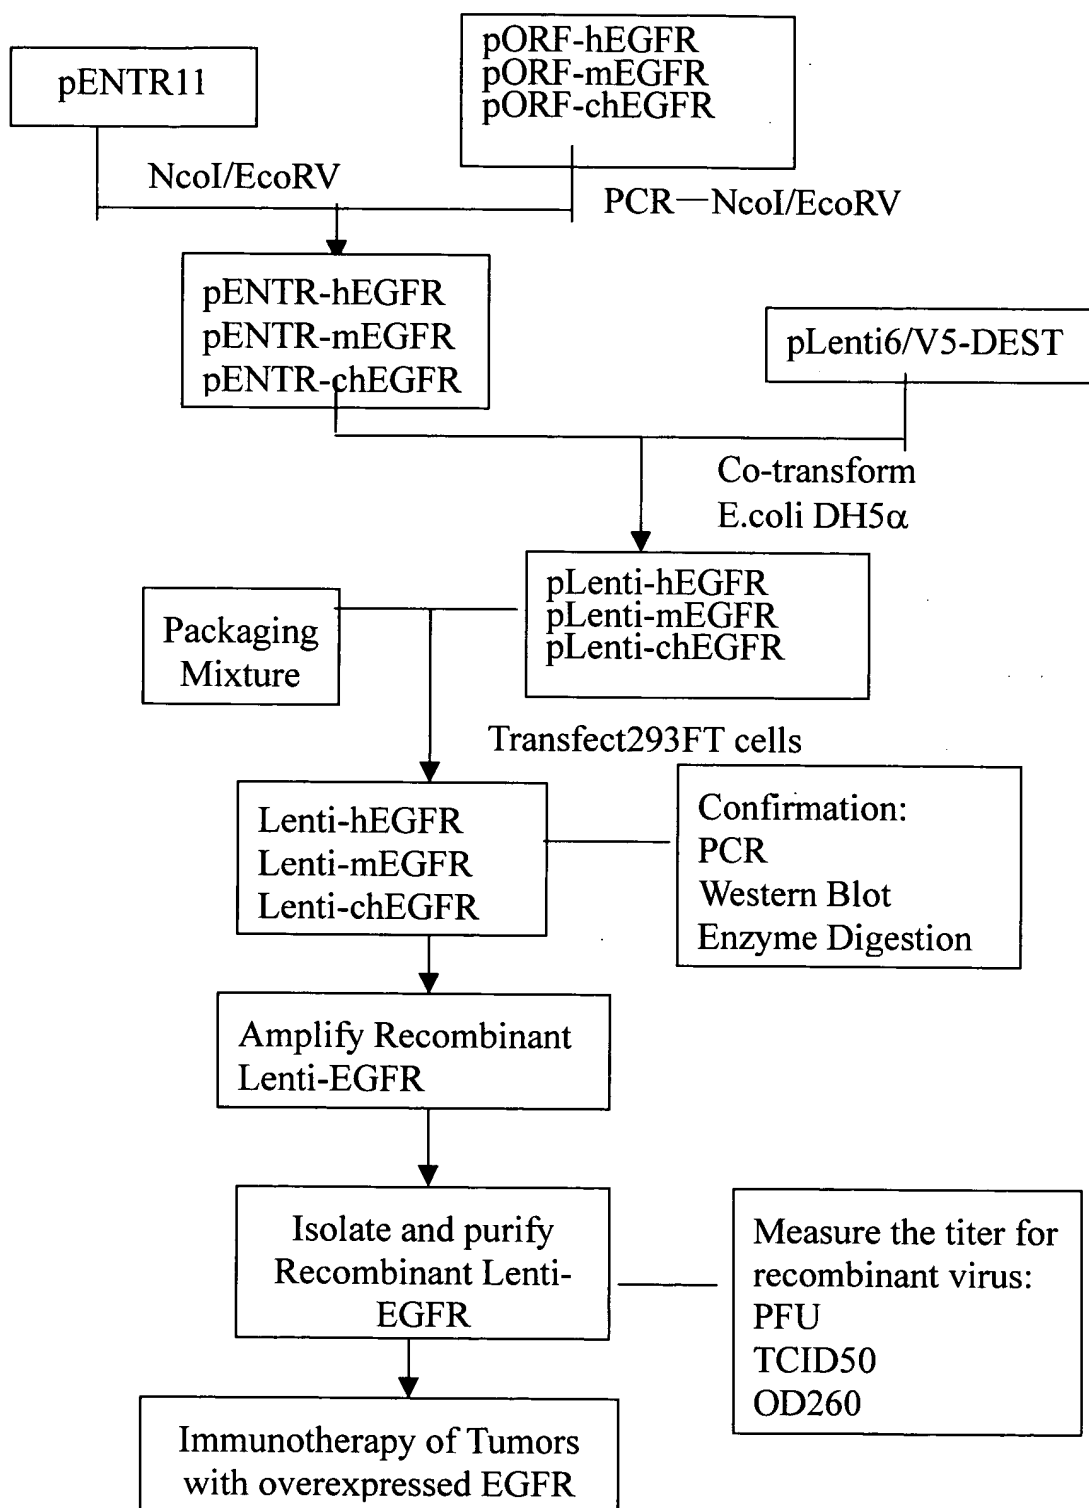 pENTR11
pORF-hEGFR
pORF-mEGFR
pORF-chEGFR
NcoI/EcoRV
PCR—NcoI/EcoRV
pENTR-hEGFR
pENTR-mEGFR
pENTR-chEGFR
pLenti6/V5-DEST
Co-transform
E.coli DH5α
pLenti-hEGFR
pLenti-mEGFR
pLenti-chEGFR
Packaging
Mixture
Transfect293FT cells
Lenti-hEGFR
Lenti-mEGFR
Lenti-chEGFR
Confirmation:
PCR
Western Blot
Enzyme Digestion
Amplify Recombinant
Lenti-EGFR
Isolate and purify
Recombinant Lenti-
EGFR
Measure the titer for
recombinant virus:
PFU
TCID50
OD260
Immunotherapy of Tumors
with overexpressed EGFR